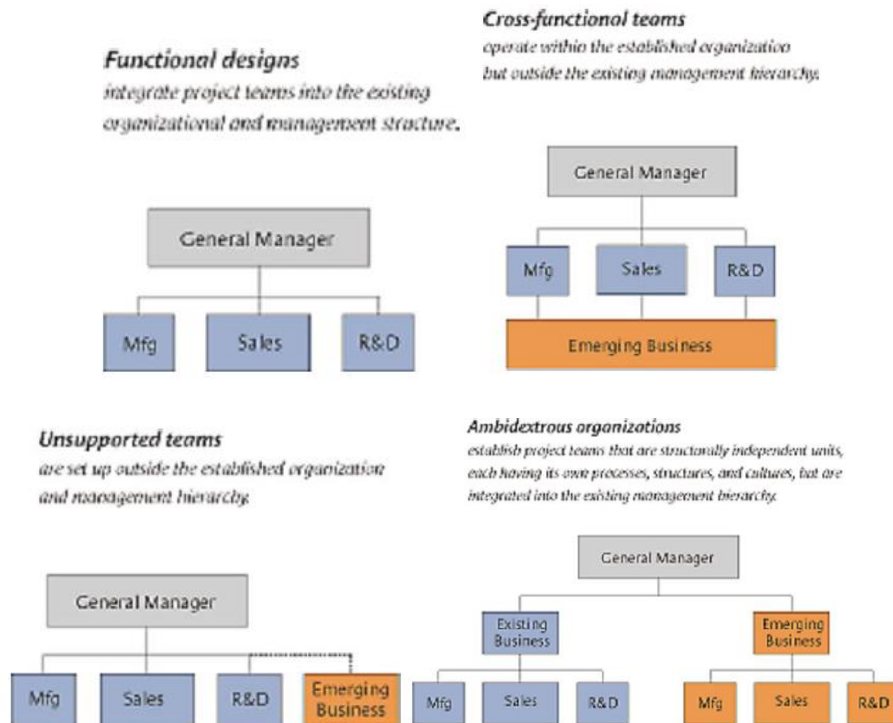 Functional designs
integrate project teams into the existing
organizational and management structure.
General Manager
Mfg
Sales
R&D
Cross-functional teams
operate within the established organization
but outside the existing management hierarchy.
General Manager
Mfg
Sales
R&D
Emerging Business
Unsupported teams
are set up outside the established organization
and management hierarchy.
General Manager
Mfg
Sales
R&D
Emerging
Business
Ambidextrous organizations
establish project teams that are structurally independent units,
each having its own processes, structures, and cultures, but are
integrated into the existing management hierarchy.
General Manager
Existing
Business
Emerging
Business
Mfg
Sales
R&D
Mfg
Sales
R&D